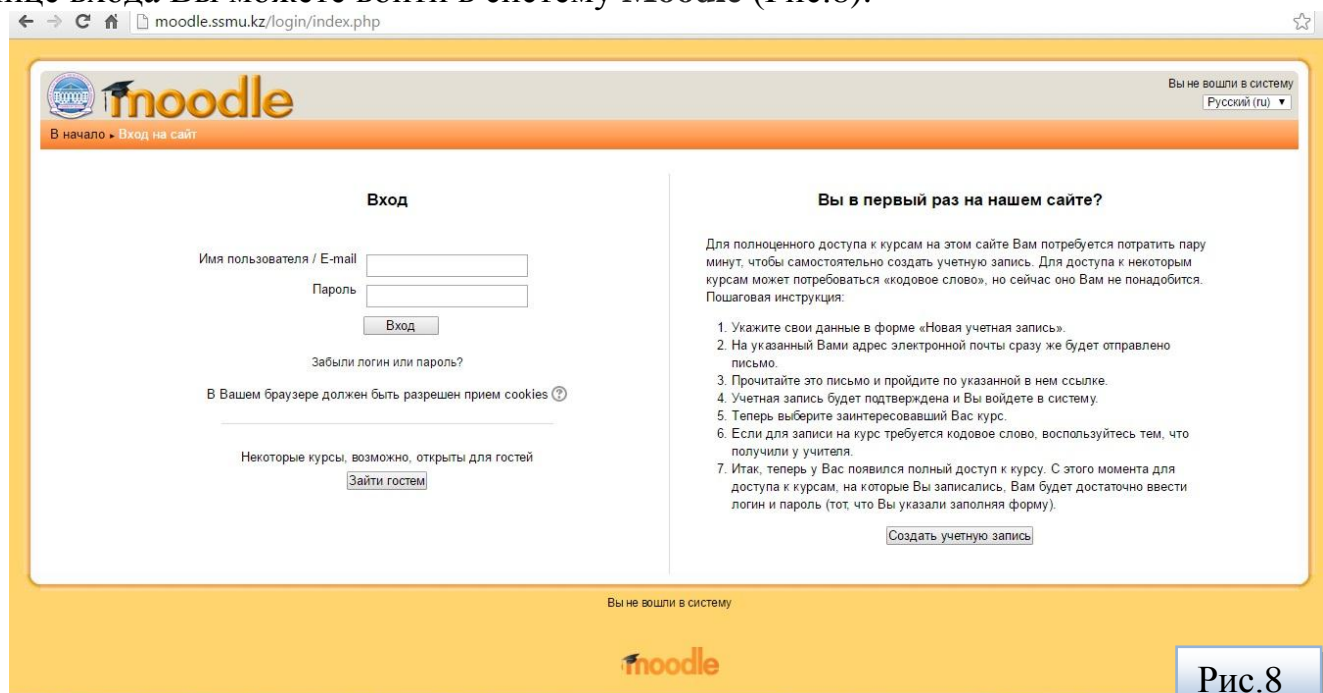 нице входа Вы можете войти в систему Moodle (Рис.8).
moodle.ssmu.kz/login/index.php
moodle
Вы не вошли в систему
Русский (ru)
В начало ► Вход на сайт
Вход
Имя пользователя / E-mail
Пароль
Вход
Забыли логин или пароль?
В Вашем браузере должен быть разрешен прием cookies
Некоторые курсы, возможно, открыты для гостей
Зайти гостем
Вы в первый раз на нашем сайте?
Для полноценного доступа к курсам на этом сайте Вам потребуется потратить пару
минут, чтобы самостоятельно создать учетную запись. Для доступа к некоторым
курсам может потребоваться «кодовое слово», но сейчас оно Вам не понадобится.
Пошаговая инструкция:
1. Укажите свои данные в форме «Новая учетная запись».
2. На указанный Вами адрес электронной почты сразу же будет отправлено
письмо.
3. Прочитайте это письмо и пройдите по указанной в нем ссылке.
4. Учетная запись будет подтверждена и Вы войдете в систему.
5. Теперь выберите заинтересовавший Вас курс.
6. Если для записи на курс требуется кодовое слово, воспользуйтесь тем, что
получили у учителя.
7. Итак, теперь у Вас появился полный доступ к курсу. С этого момента для
доступа к курсам, на которые Вы записались, Вам будет достаточно ввести
логин и пароль (тот, что Вы указали заполняя форму).
Создать учетную запись
Вы не вошли в систему
moodle
Рис.8